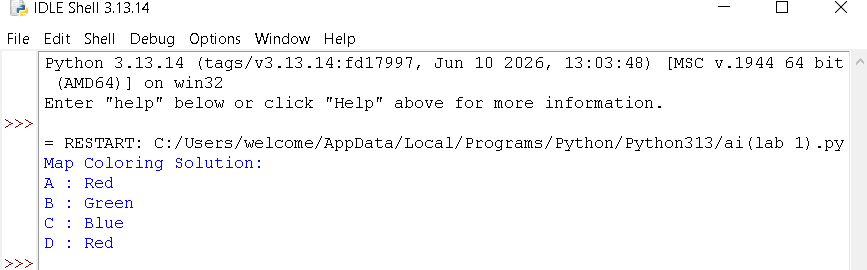 IDLE Shell 3.13.14
File Edit Shell Debug Options Window Help
Python 3.13.14 (tags/v3.13.14:fd17997, Jun 10 2026, 13:03:48) [MSC v.1944 64 bit
(AMD64)] on win32
Enter "help" below or click "Help" above for more information.
>>>
= RESTART: C:/Users/welcome/AppData/Local/Programs/Python/Python313/ai(lab 1).py
Map Coloring Solution:
A : Red
B : Green
C : Blue
D : Red
>>>